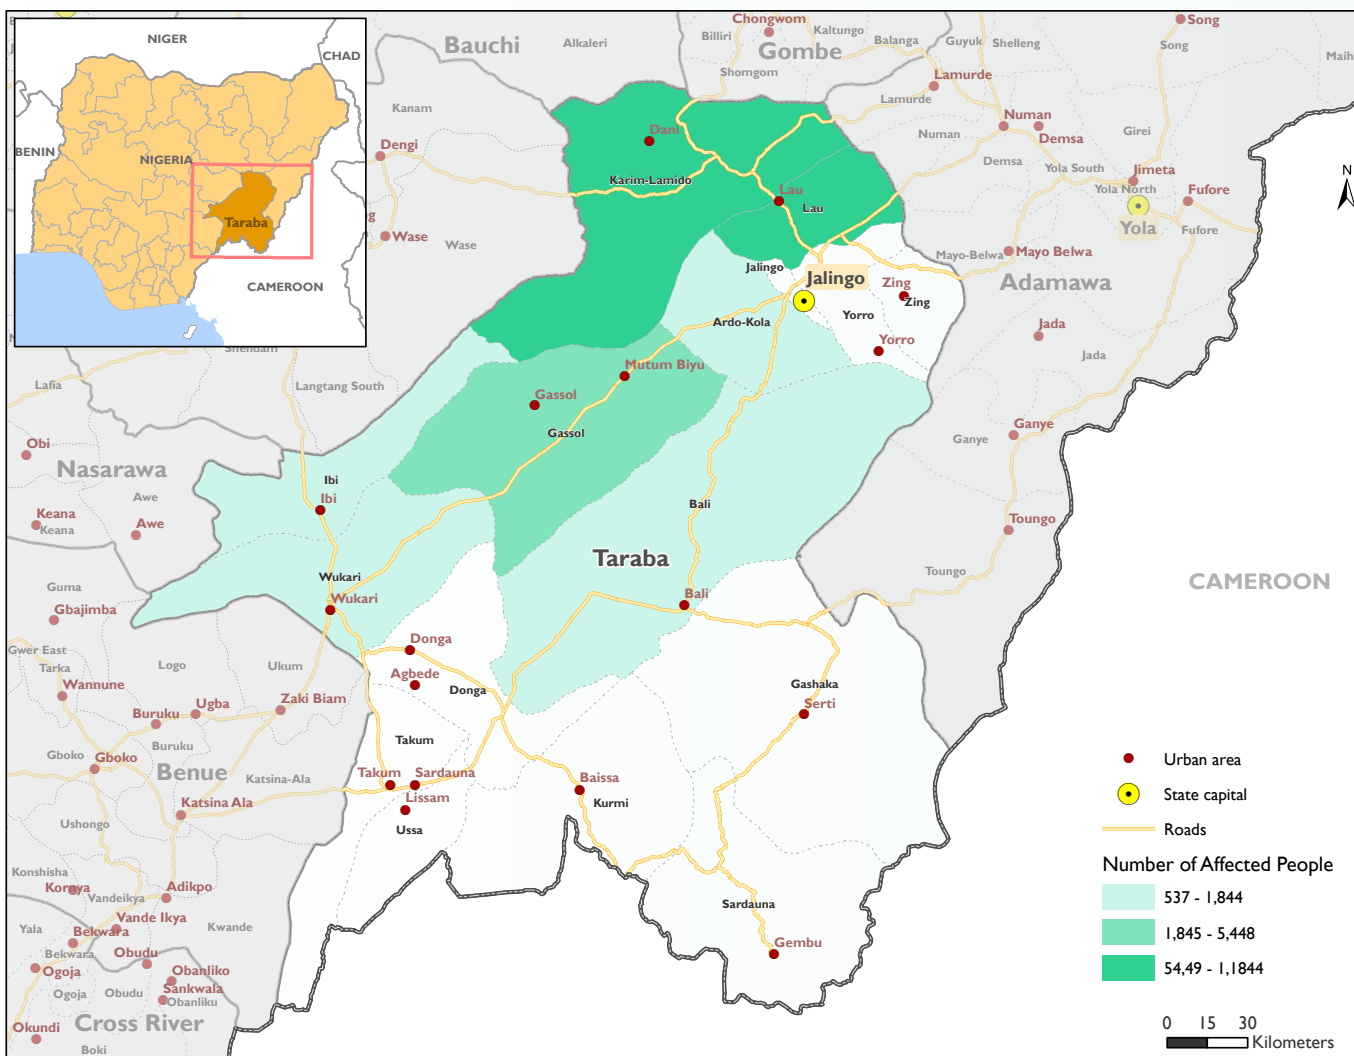 NIGER
CHAD
BENIN
NIGERIA
Taraba
CAMEROON
Bauchi
Alkaleri
Chongwom
Billiri
Kaltungo
Gombe
Balanga
Shomgom
Guyuk
Shelleng
Song
Song
Maih
Kanam
Lamurde
Lamurde
Dengi
Dani
Numan
Numan
Demsa
Girei
Demsa
Yola South
Jimeta
Yola North
Fufore
Karim-Lamido
Lau
Lau
Yola
Fufore
g
Wase
Wase
Mayo-Belwa
Mayo Belwa
Jalingo
Jalingo
Zing
Zing
Adamawa
Ardo-Kola
Yorro
Yorro
Jada
Jada
Shendam
Langtang South
Lafia
Mutum Biyu
Gassol
Gassol
Obi
Nasarawa
Ganye
Ganye
Ibi
Ibi
Awe
Awe
Keana
Keana
Bali
Toungo
Toungo
Taraba
CAMEROON
Guma
Gbajimba
Wukari
Wukari
Bali
Gwer East
Tarka
Wannune
Logo
Ukum
Donga
Agbede
Donga
Zaki Biam
Ugba
Buruku
Buruku
Gashaka
Serti
Gboko
Gboko
Benue
Katsina-Ala
Takum
Takum
Sardauna
Lissam
Ussa
Baissa
Kurmi
Katsina Ala
Ushongo
Konshisha
Kornya
Vandeikya
Adikpo
Vande Ikya
Kwande
Yala
Bekwara
Bekwara
Obudu
Obanliko
Ogoja
Ogoja
Obudu
Sankwala
Obanliku
Cross River
Okundi
Boki
Sardauna
Gembu
N
Urban area
State capital
Roads
Number of Affected People
537 - 1,844
1,845 - 5,448
54,49 - 1,1844
0 15 30
Kilometers